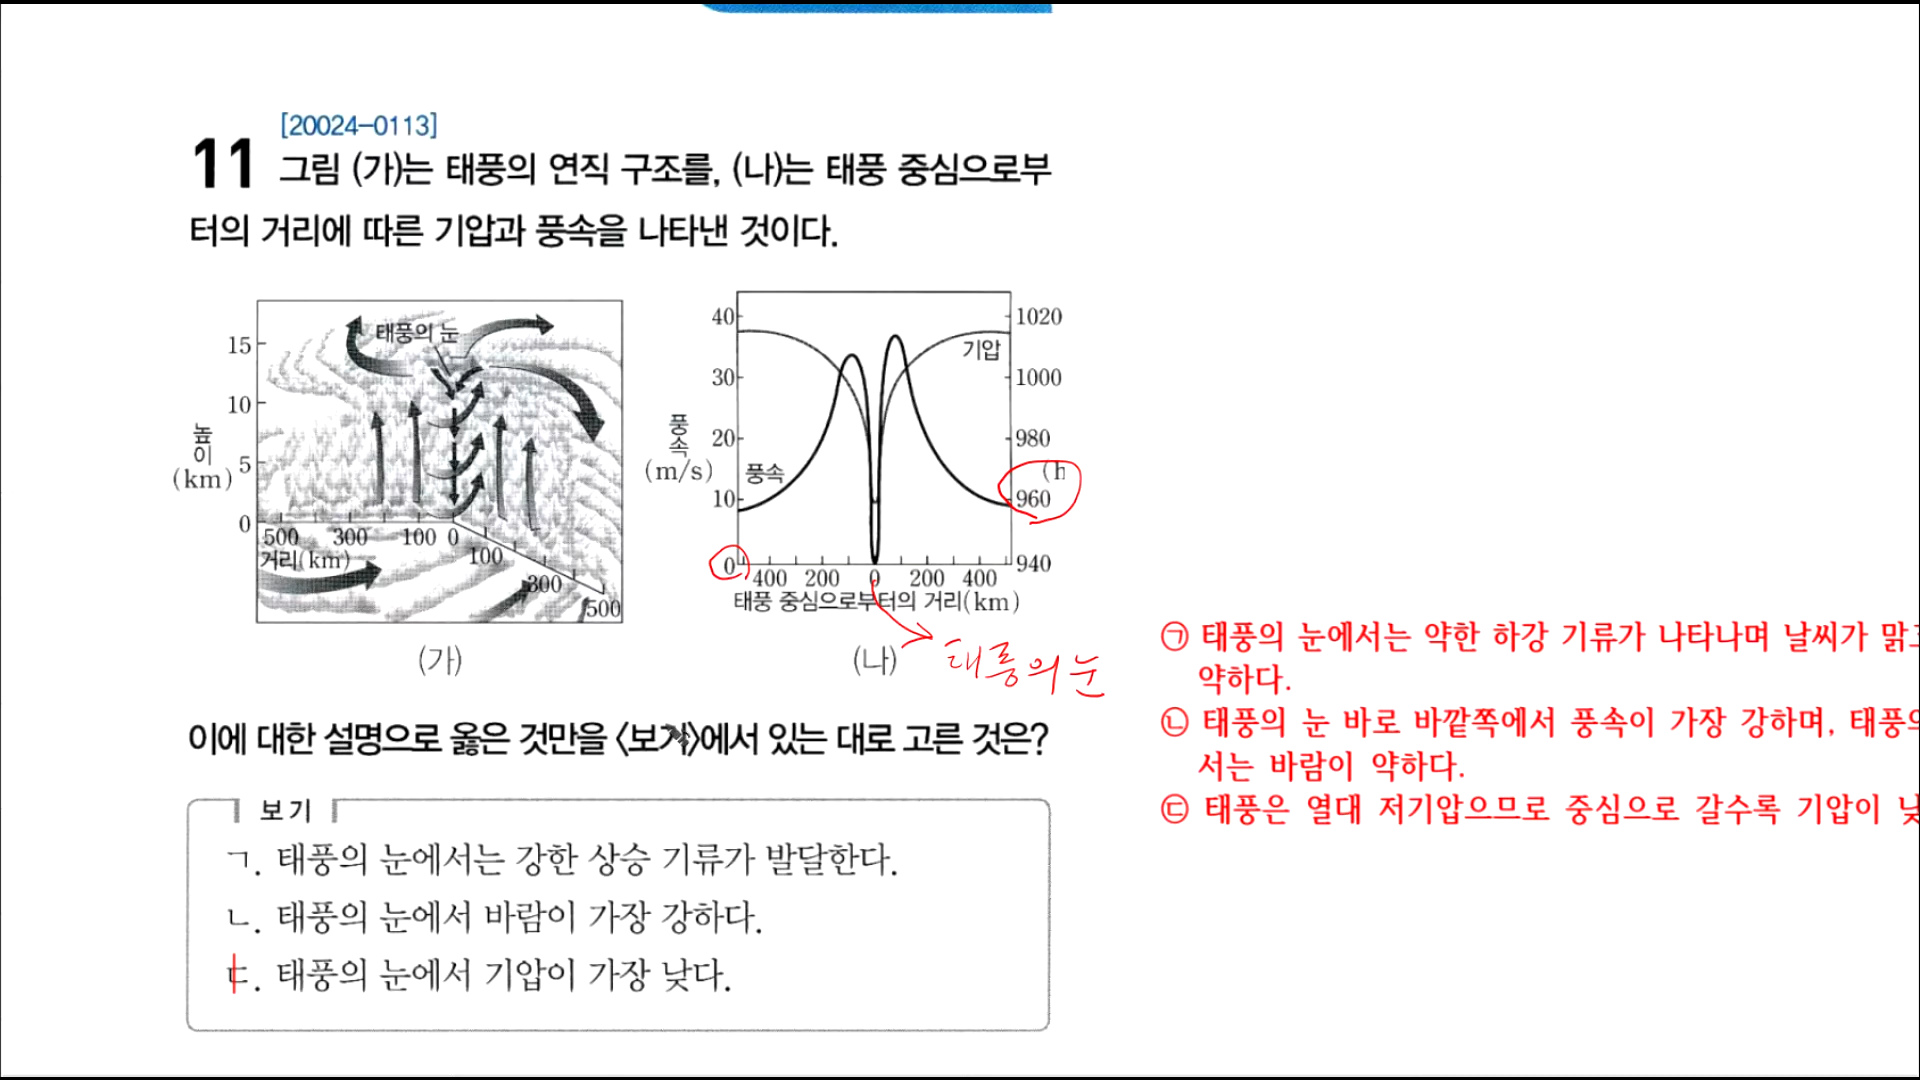 [20024-0113]
11 그림 (가)는 태풍의 연직 구조를, (나)는 태풍 중심으로부
터의 거리에 따른 기압과 풍속을 나타낸 것이다.
태풍의 눈
15
10
5
0
높이
(km)
500 300 100 0
거리(km)
100
300
500
(가)
40
30
20
10
0
풍속
(m/s)
풍속
기압
1020
1000
980
(h
960
940
400 200 0 200 400
태풍 중심으로부터의 거리(km)
(나)
태풍의 눈
㉠ 태풍의 눈에서는 약한 하강 기류가 나타나며 날씨가
약하다.
㉡ 태풍의 눈 바로 바깥쪽에서 풍속이 가장 강하며,
서는 바람이 약하다.
㉢ 태풍은 열대 저기압으므로 중심으로 갈수록 기압이
이에 대한 설명으로 옳은 것만을 <보기>에서 있는 대로 고른 것은?
보기
ㄱ. 태풍의 눈에서는 강한 상승 기류가 발달한다.
ㄴ. 태풍의 눈에서 바람이 가장 강하다.
ㄷ. 태풍의 눈에서 기압이 가장 낮다.